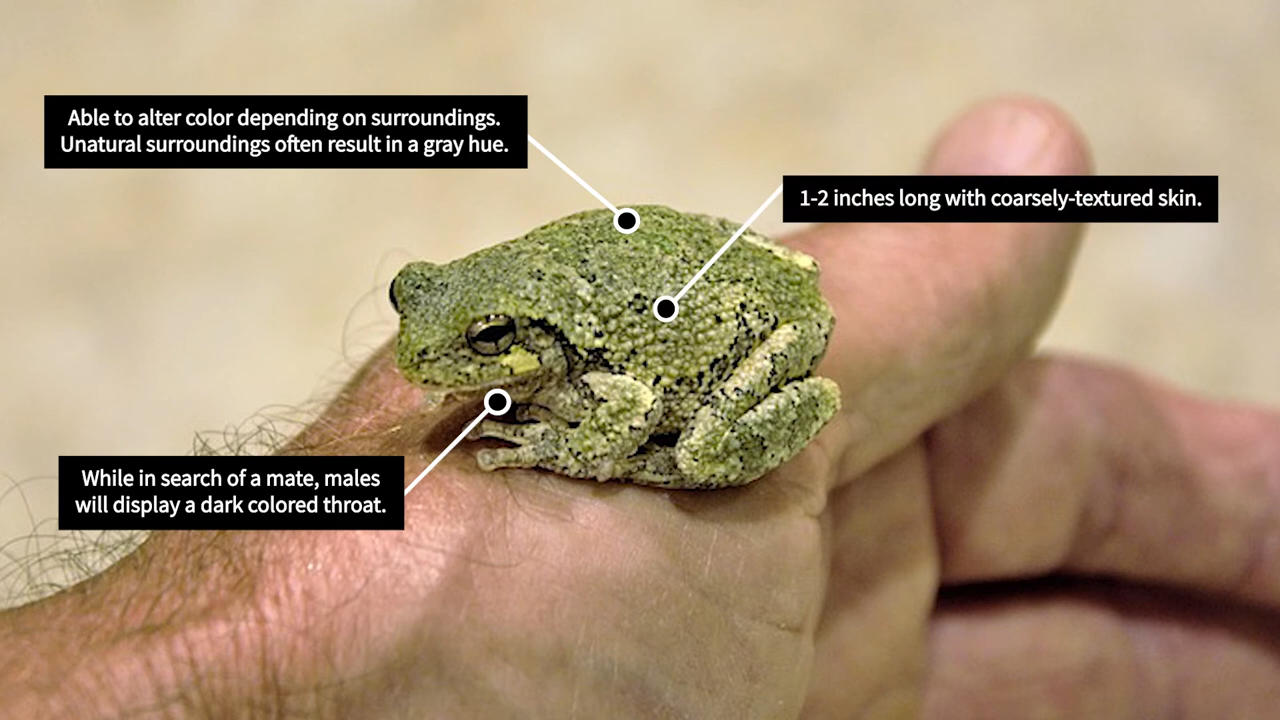 Able to alter color depending on surroundings.
Unatural surroundings often result in a gray hue.
1-2 inches long with coarsely-textured skin.
While in search of a mate, males
will display a dark colored throat.